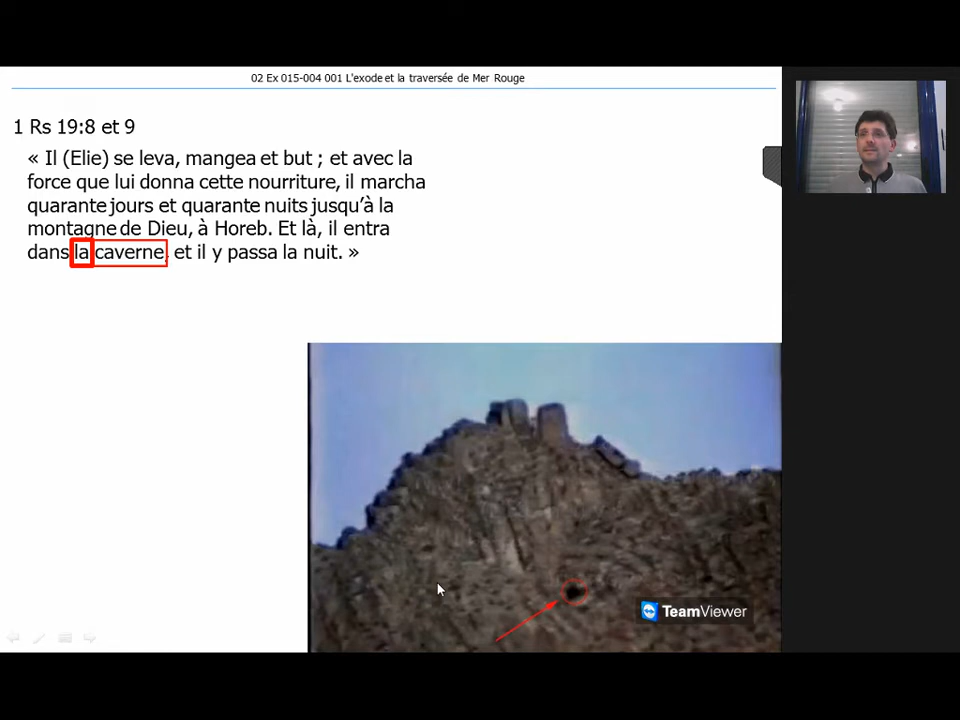 02 Ex 015-004 001 L'exode et la traversée de Mer Rouge
1 Rs 19:8 et 9
« Il (Elie) se leva, mangea et but ; et avec la
force que lui donna cette nourriture, il marcha
quarante jours et quarante nuits jusqu'à la
montagne de Dieu, à Horeb. Et là, il entra
dans la caverne, et il y passa la nuit. »
TeamViewer